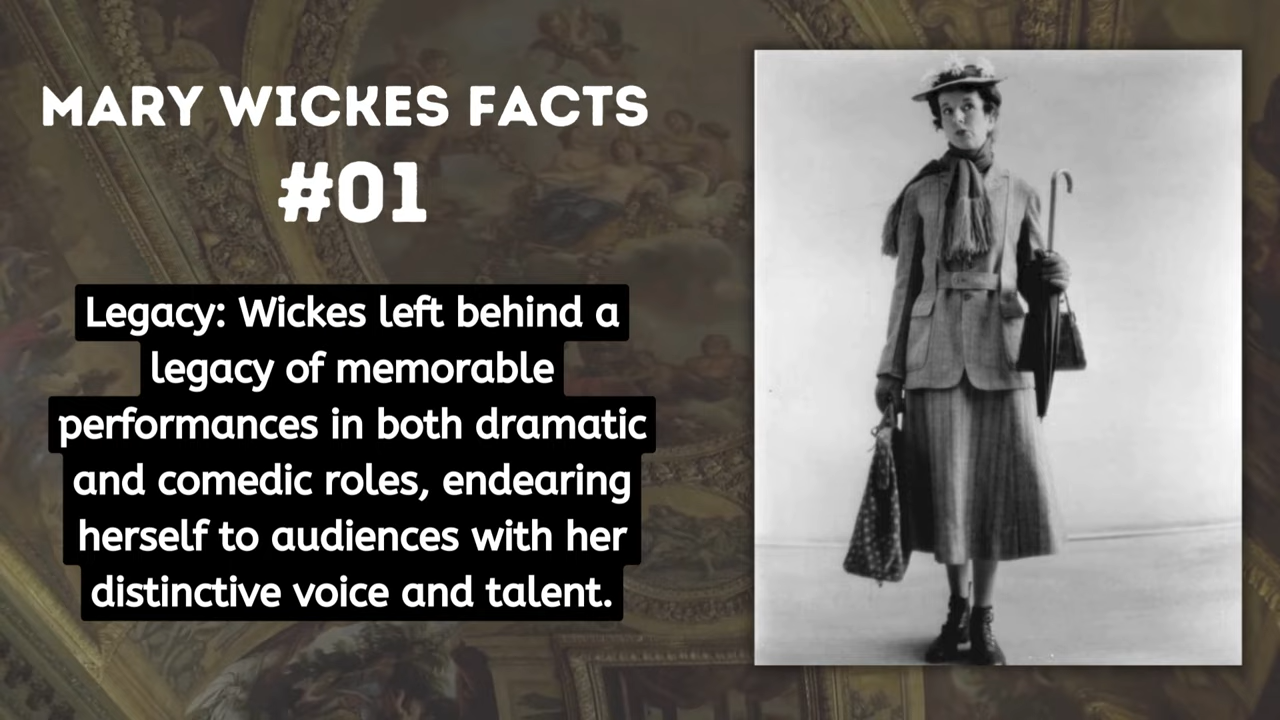 MARY WICKES FACTS
#01
Legacy: Wickes left behind a
legacy of memorable
performances in both dramatic
and comedic roles, endearing
herself to audiences with her
distinctive voice and talent.